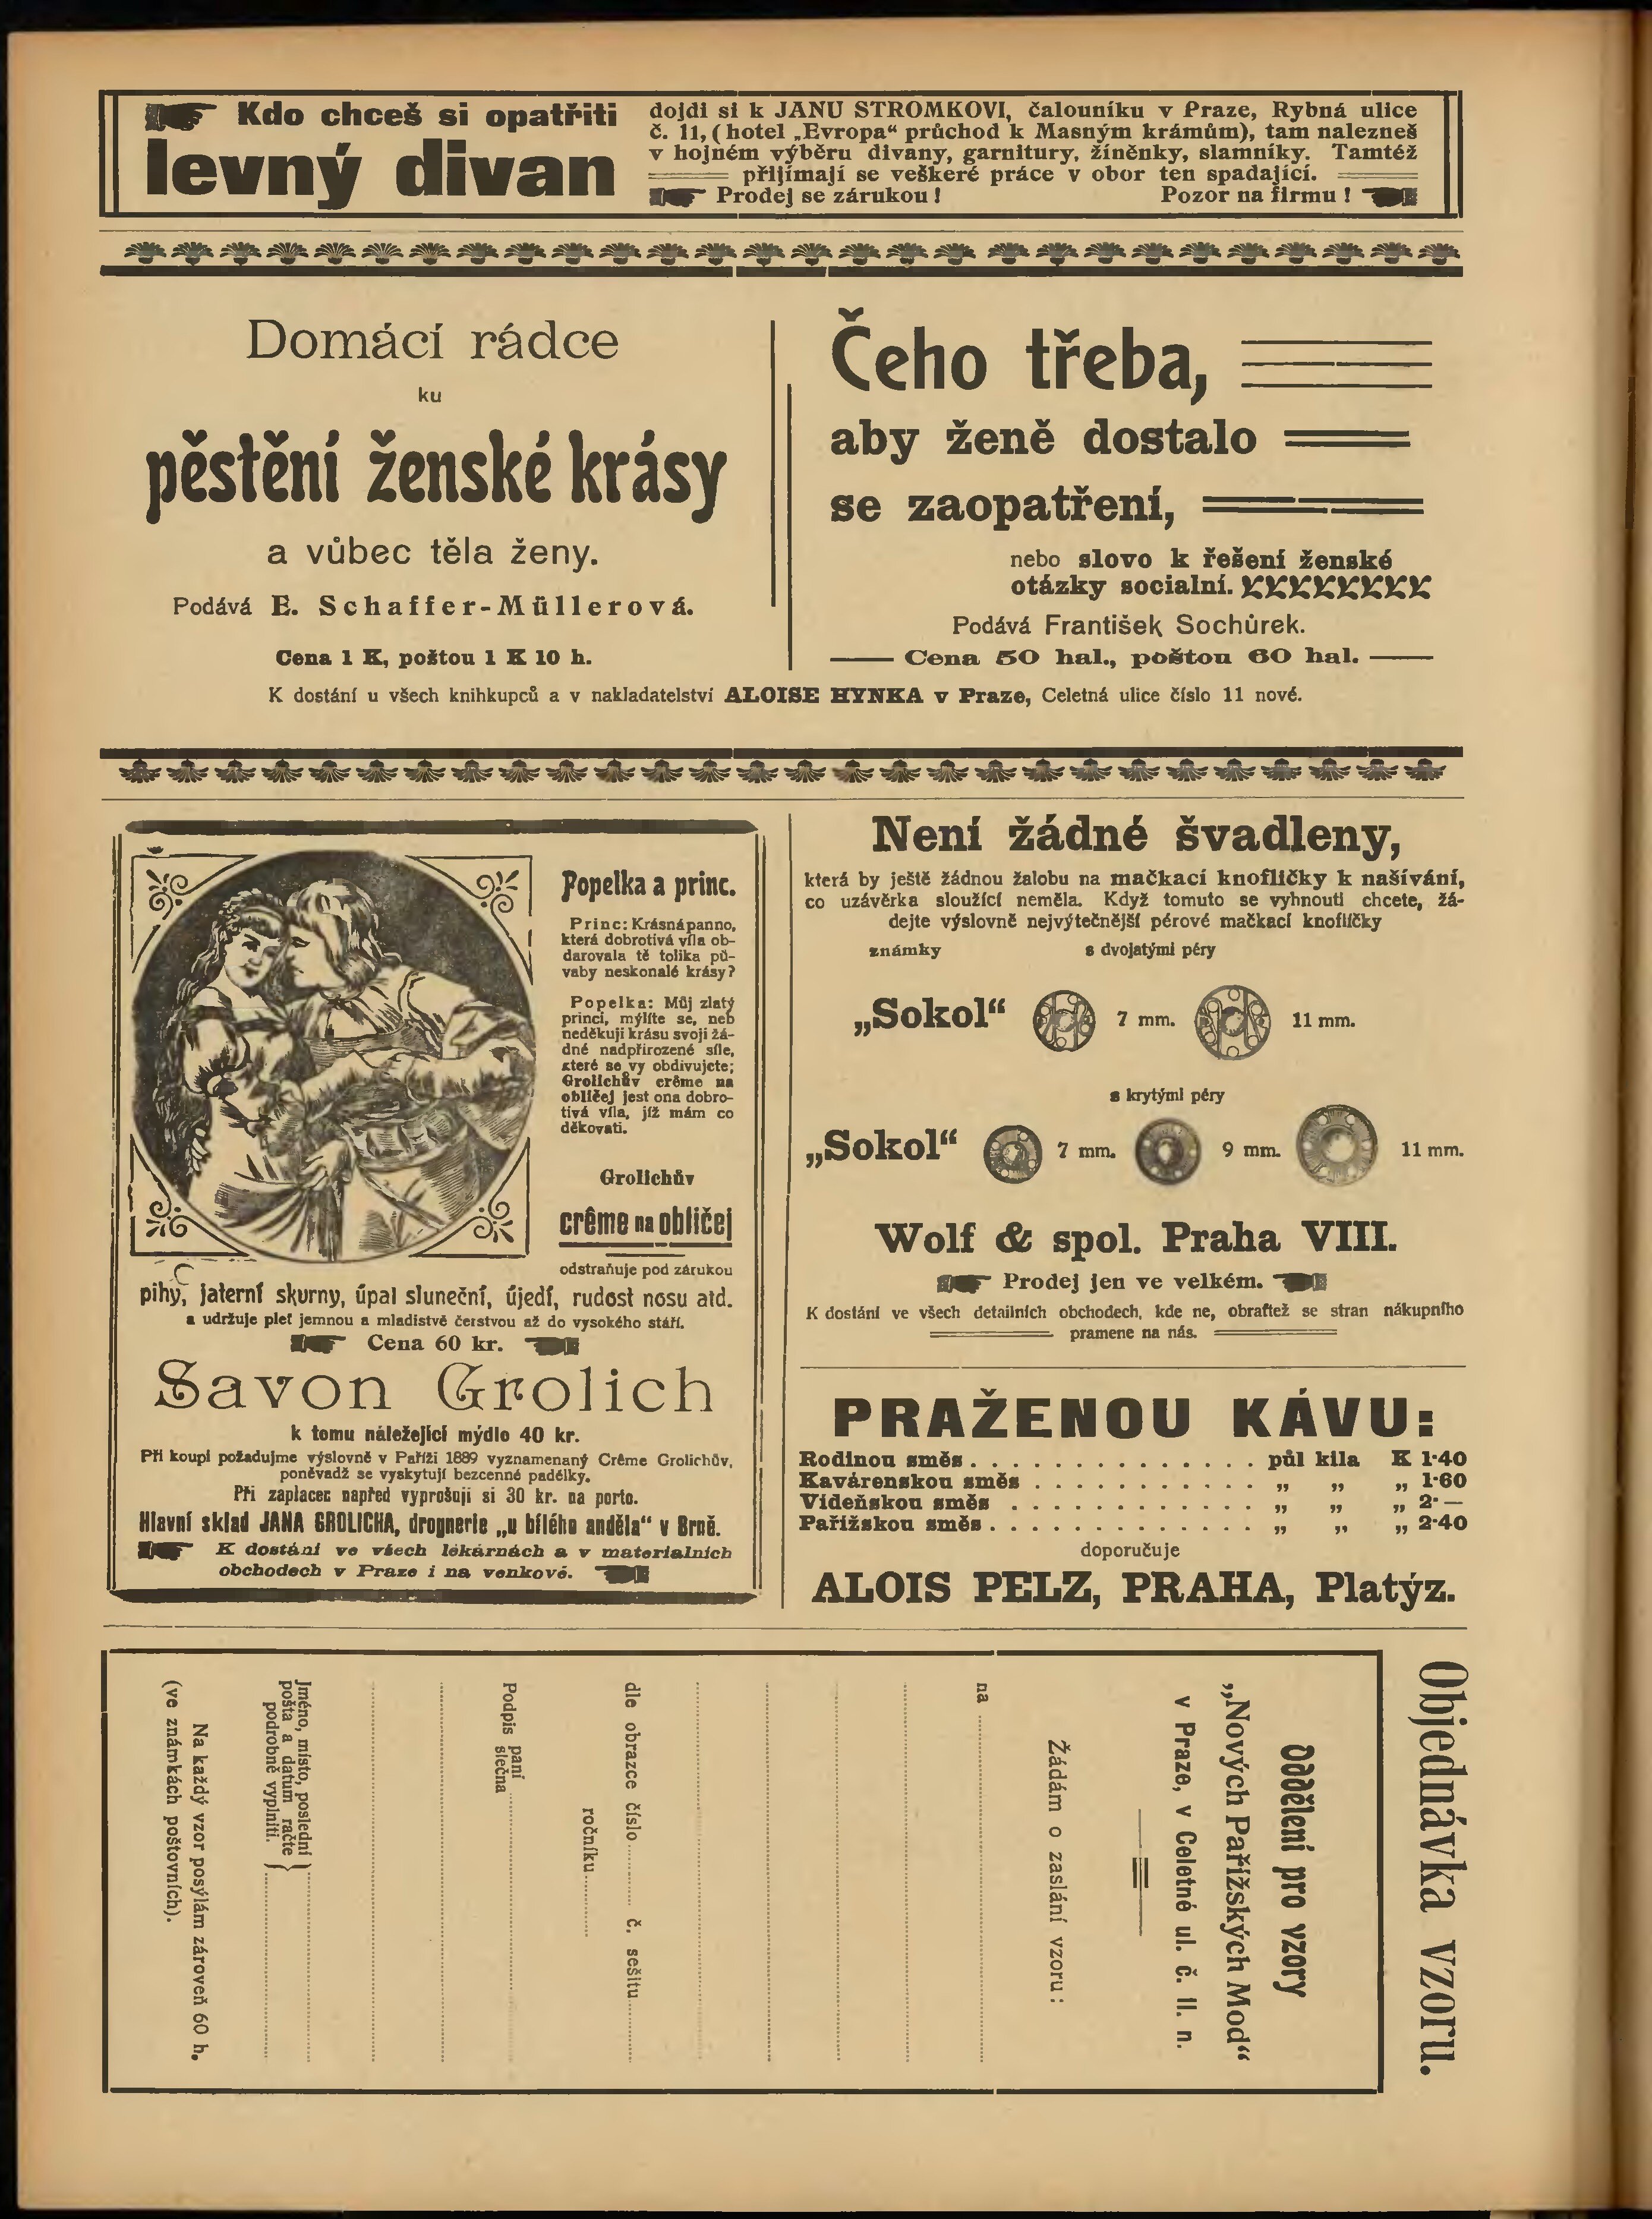 Kdo chceš si opatřiti
levný divan
dojdi si k JANU STROMKOVI, čalouníku v Praze, Rybná ulice
č. 11, (hotel „Evropa“ průchod k Masným krámům), tam nalezneš
v hojném výběru divany, garnitury, žíněnky, slamníky. Tamtéž
přijímají se veškeré práce v obor ten spadající.
Prodej se zárukou! Pozor na firmu!
Domácí rádce
ku
pěstění ženské krásy
a vůbec těla ženy.
Podává E. Schaffer-Müllerová.
Cena 1 K, poštou 1 K 10 h.
Čeho třeba,
aby ženě dostalo
se zaopatření,
nebo slovo k řešení ženské
otázky socialní.
Podává František Sochůrek.
Cena 50 hal., poštou 60 hal.
K dostání u všech knihkupců a v nakladatelství ALOISE HYNKA v Praze, Celetná ulice číslo 11 nové.
Popelka a princ.
Princ: Krásná panno,
která dobrotivá víla ob-
darovala tě tolika pů-
vaby neskonalé krásy?
Popelka: Můj zlatý
princi, mýlíte se, neb
neděkuji krásu svoji žá-
dné nadpřirozené síle,
které se vy obdivujete;
Grolichův crême na
obličej jest ona dobro-
tivá víla, jíž mám co
děkovati.
Grolichův
crême na obličej
odstraňuje pod zárukou
pihy, jaterní skvrny, úpal sluneční, újedí, rudost nosu atd.
a udržuje pleť jemnou a mladistvě čerstvou až do vysokého stáří.
Cena 60 kr.
Savon Grolich
k tomu náležející mýdlo 40 kr.
Při koupi požadujme výslovně v Paříži 1889 vyznamenaný Crême Grolichův,
poněvadž se vyskytují bezcenné padělky.
Při zaplacec napřed vyprošuji si 30 kr. na porto.
Hlavní sklad JANA GROLICHA, drognerie „u bílého anděla“ v Brně.
K dostání ve všech lékárnách a v materialních
obchodech v Praze i na venkově.
Není žádné švadleny,
která by ještě žádnou žalobu na mačkací knoflíčky k našívání,
co uzávěrka sloužící neměla. Když tomuto se vyhnouti chcete, žá-
dejte výslovně nejvýtečnější pérové mačkací knoflíčky
známky s dvojatými péry
„Sokol“ 7 mm. 11 mm.
s krytými péry
„Sokol“ 7 mm. 9 mm. 11 mm.
Wolf & spol. Praha VIII.
Prodej jen ve velkém.
K dostání ve všech detailních obchodech, kde ne, obraťtež se stran nákupního
pramene na nás.
PRAŽENOU KÁVU:
Rodinou směs . . . . . . . . . . . . . . půl kila K 1·40
Kavárenskou směs . . . . . . . . . . . „ „ „ 1·60
Vídeňskou směs . . . . . . . . . . . . . „ „ „ 2·—
Pařížskou směs . . . . . . . . . . . . . „ „ „ 2·40
doporučuje
ALOIS PELZ, PRAHA, Platýz.
Objednávka vzoru.
Oddělení pro vzory
„Nových Pařížských Mod“
v Praze, v Celetné ul. č. 11. n.
Žádám o zaslání vzoru:
na
dle obrazce číslo ........ č. sešitu........
ročníku........
Podpis paní
slečna
Jméno, místo, poslední
pošta a datum račte
podrobně vyplniti.
Na každý vzor posýlám zároveň 60 h.
(ve známkách poštovních).